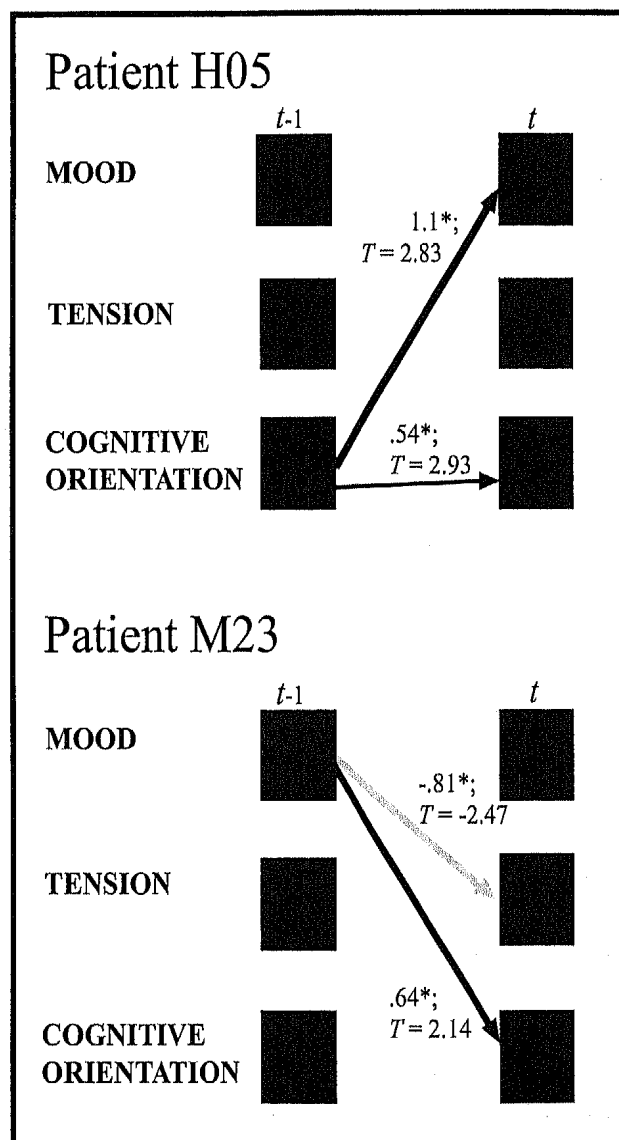 Patient H05
t-1 t
MOOD
1.1*;
T = 2.83
TENSION
COGNITIVE
ORIENTATION
.54*;
T = 2.93
Patient M23
t-1 t
MOOD
-.81*;
T = -2.47
TENSION
COGNITIVE
ORIENTATION
.64*;
T = 2.14